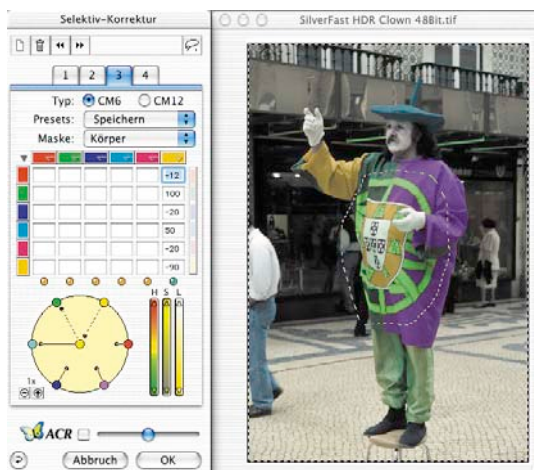 Selektiv-Korrektur
1 2 3 4
Typ: CM6 CM12
Presets: Speichern
Maske: Körper
-12
100
-20
50
-20
-90
H S L
1x
ACR
Abbruch OK
SilverFast HDR Clown 48Bit.tif